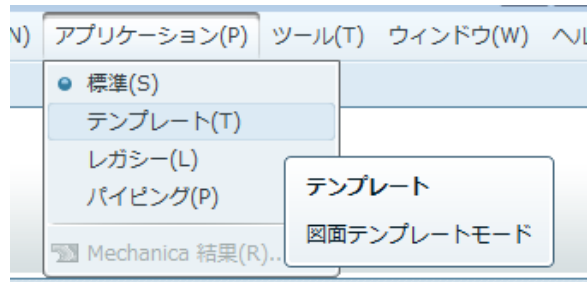 N) アプリケーション(P) ツール(T) ウィンドウ(W) ヘル
標準(S)
テンプレート(T)
レガシー(L)
パイピング(P)
テンプレート
図面テンプレートモード
Mechanica 結果(R)..